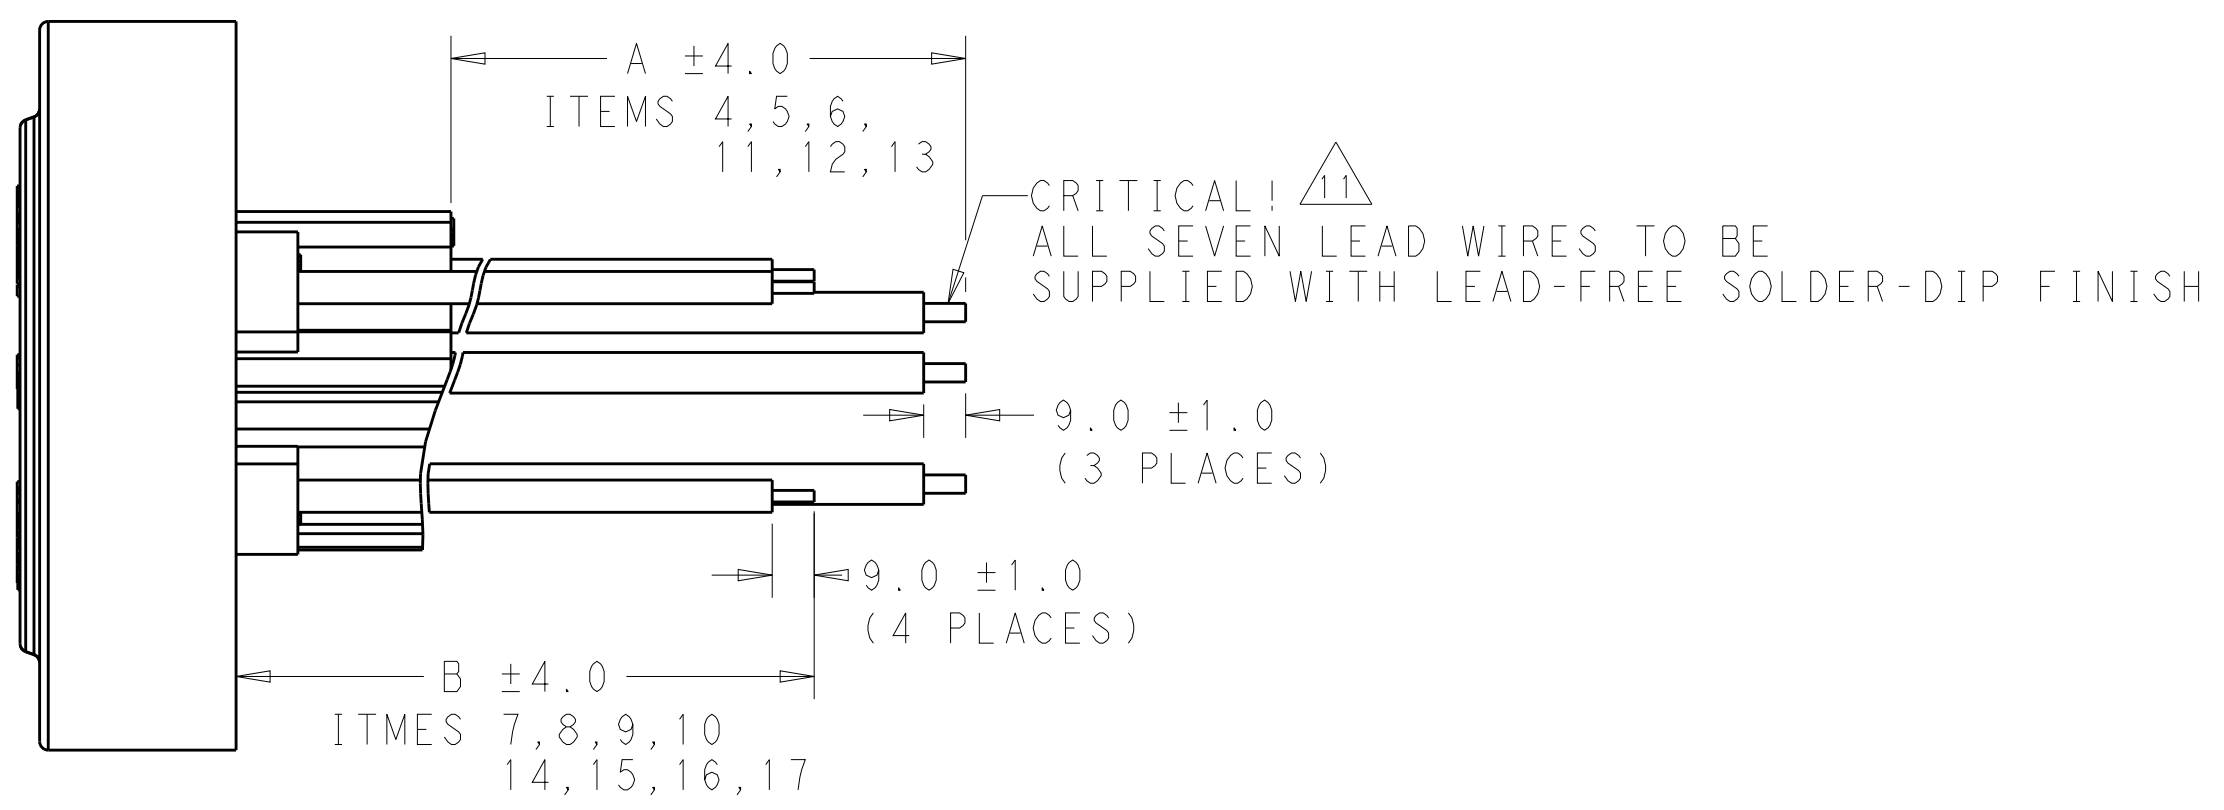 A ±4.0
ITEMS 4,5,6,
11,12,13
CRITICAL! 11
ALL SEVEN LEAD WIRES TO BE
SUPPLIED WITH LEAD-FREE SOLDER-DIP FINISH
9.0 ±1.0
(3 PLACES)
9.0 ±1.0
(4 PLACES)
B ±4.0
ITMES 7,8,9,10
14,15,16,17